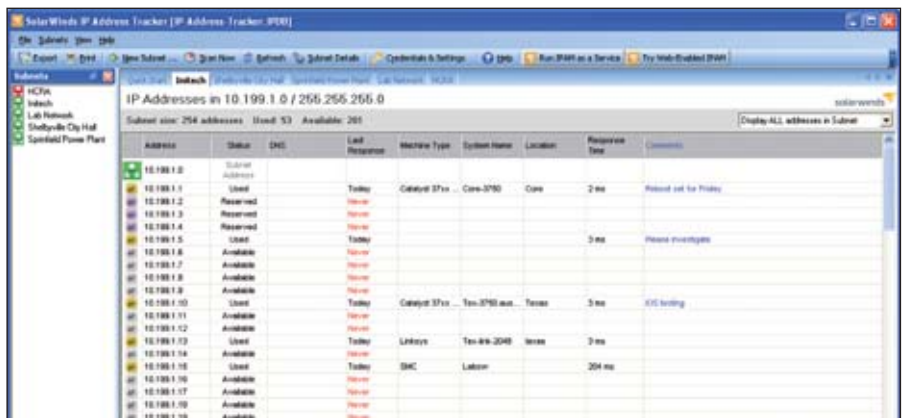 SolarWinds IP Address Tracker [IP-Address-Tracker.IPDB]
File Subnets View Help
Export Print New Subnet ... Scan Now Refresh Subnet Details Credentials & Settings Help Run IPAM as a Service Try Web-Enabled IPAM
Subnets
HCRA
Initech
Lab Network
Shelbyville City Hall
Sprinfield Power Plant
Quick Start Initech Shelbyville City Hall Sprinfield Power Plant Lab Network HCRA
IP Addresses in 10.199.1.0 / 255.255.255.0
solarwinds
Subnet size: 254 addresses Used: 53 Available: 201
Display ALL addresses in Subnet
Address Status DNS Last Response Machine Type System Name Location Response Time Comments
10.199.1.0 Subnet Address
10.199.1.1 Used Today Catalyst 37xx ... Core-3750 Core 2 ms Reboot set for Friday
10.199.1.2 Reserved Never
10.199.1.3 Reserved Never
10.199.1.4 Reserved Never
10.199.1.5 Used Today 3 ms Please investigate
10.199.1.6 Available Never
10.199.1.7 Available Never
10.199.1.8 Available Never
10.199.1.9 Available Never
10.199.1.10 Used Today Catalyst 37xx ... Tex-3750.aus... Texas 3 ms IOS testing
10.199.1.11 Available Never
10.199.1.12 Available Never
10.199.1.13 Used Today Linksys texas 3 ms
10.199.1.14 Available Never
10.199.1.15 Used Today SMC 204 ms
10.199.1.16 Available Never
10.199.1.17 Available Never
10.199.1.18 Available Never
10.199.1.19 Available Never